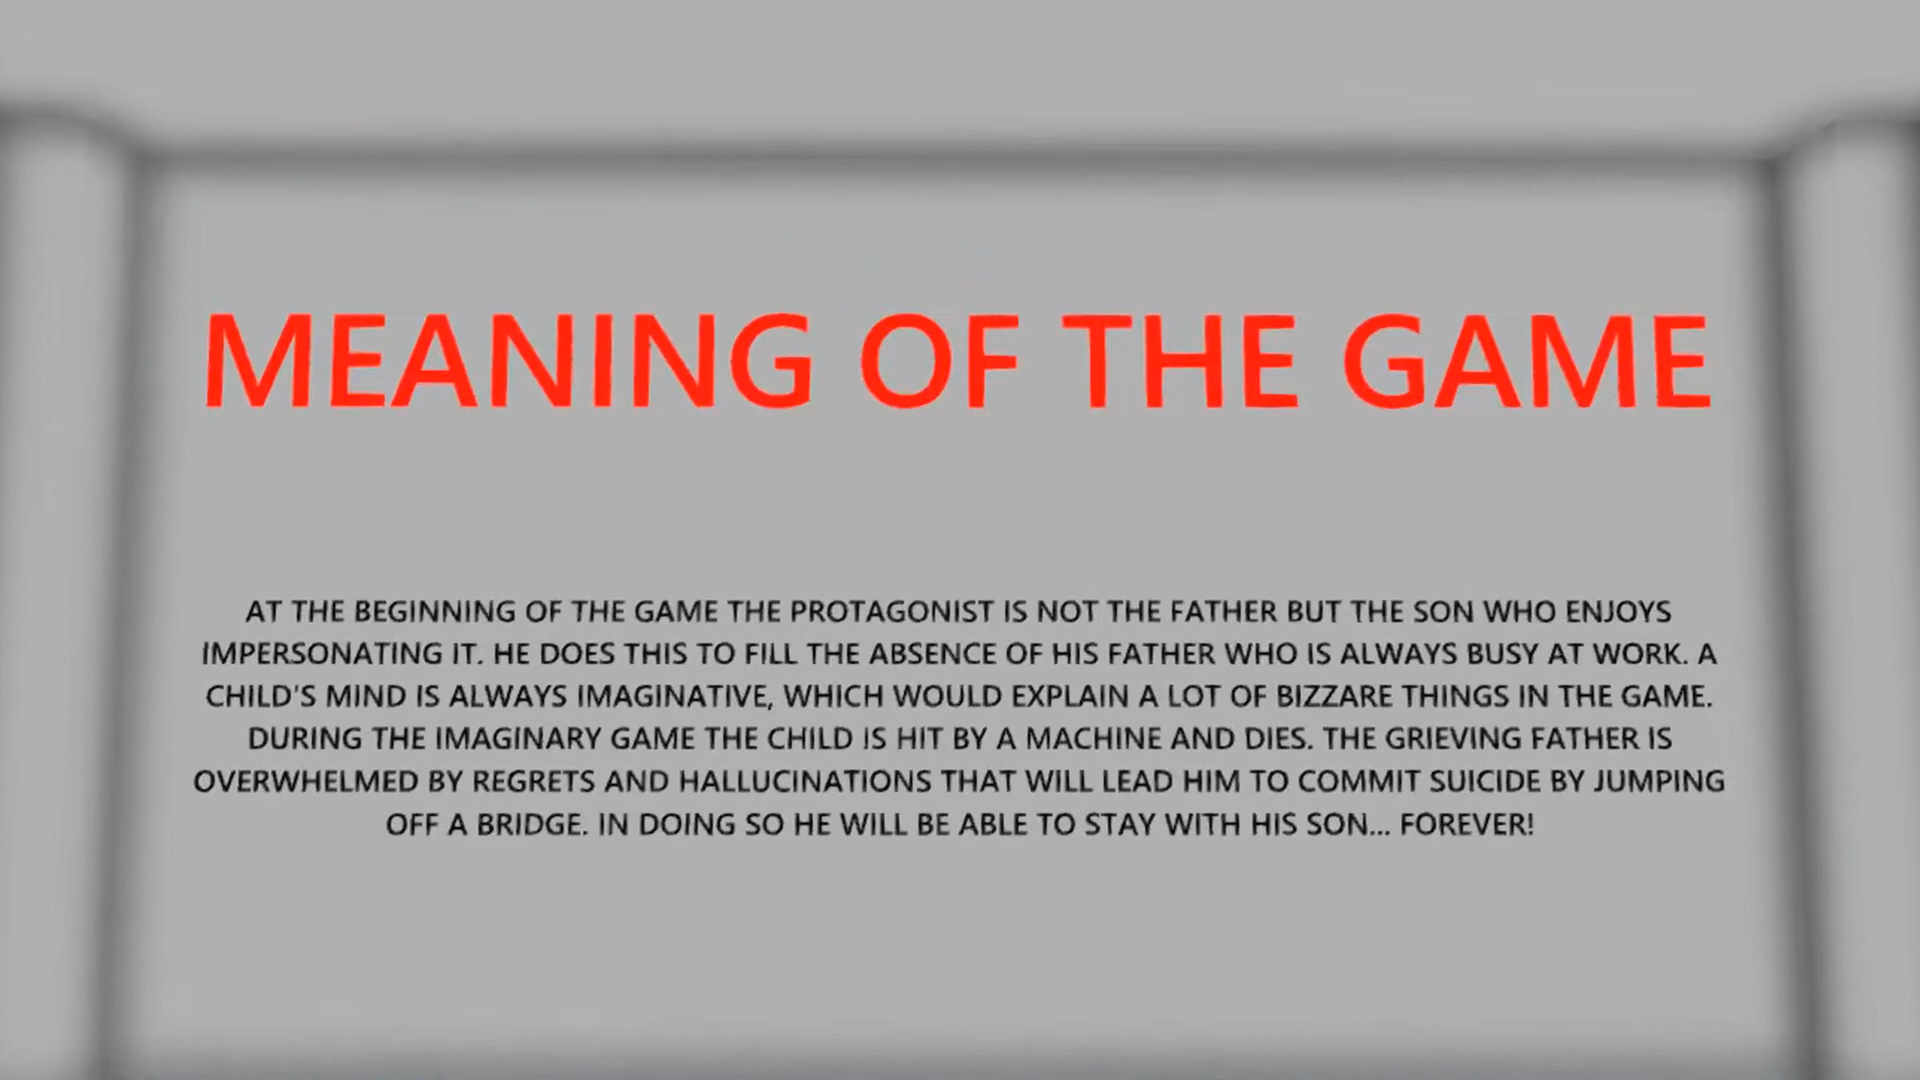 MEANING OF THE GAME
AT THE BEGINNING OF THE GAME THE PROTAGONIST IS NOT THE FATHER BUT THE SON WHO ENJOYS
IMPERSONATING IT. HE DOES THIS TO FILL THE ABSENCE OF HIS FATHER WHO IS ALWAYS BUSY AT WORK. A
CHILD'S MIND IS ALWAYS IMAGINATIVE, WHICH WOULD EXPLAIN A LOT OF BIZZARE THINGS IN THE GAME.
DURING THE IMAGINARY GAME THE CHILD IS HIT BY A MACHINE AND DIES. THE GRIEVING FATHER IS
OVERWHELMED BY REGRETS AND HALLUCINATIONS THAT WILL LEAD HIM TO COMMIT SUICIDE BY JUMPING
OFF A BRIDGE. IN DOING SO HE WILL BE ABLE TO STAY WITH HIS SON... FOREVER!